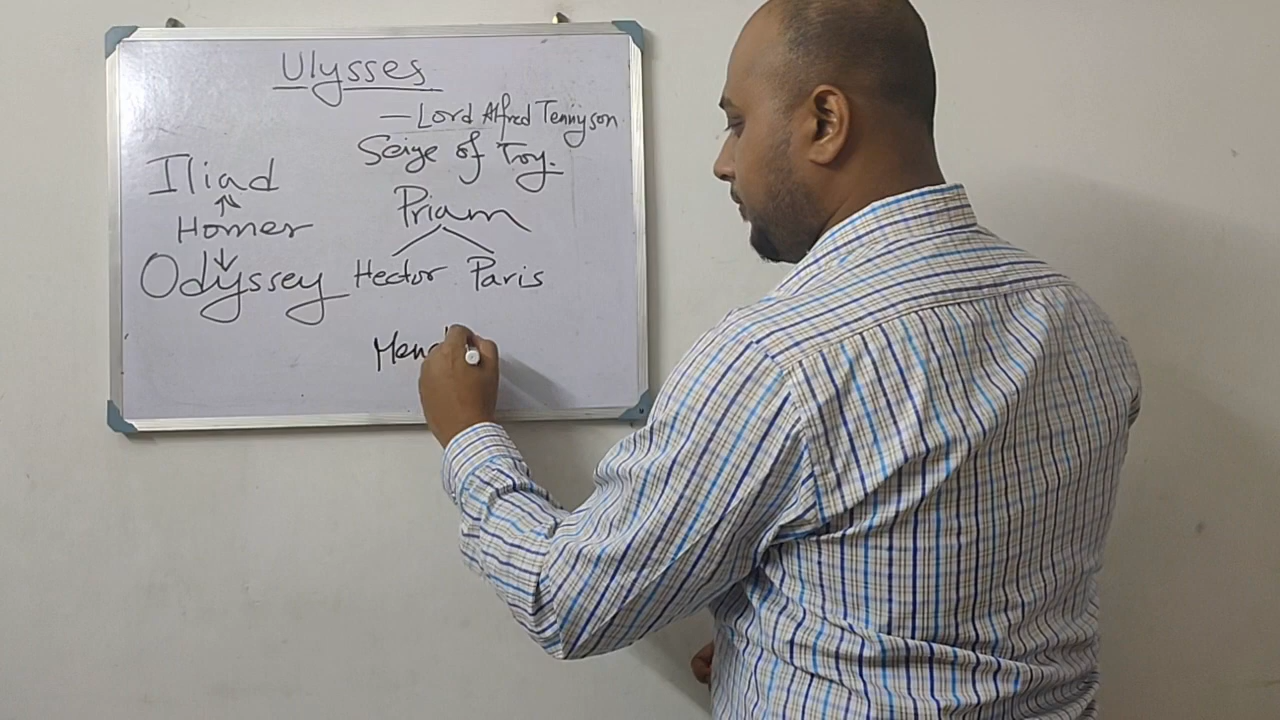 Ulysses
— Lord Alfred Tennyson
Seige of Troy.
Iliad
Homer
Odyssey
Priam
Hector Paris